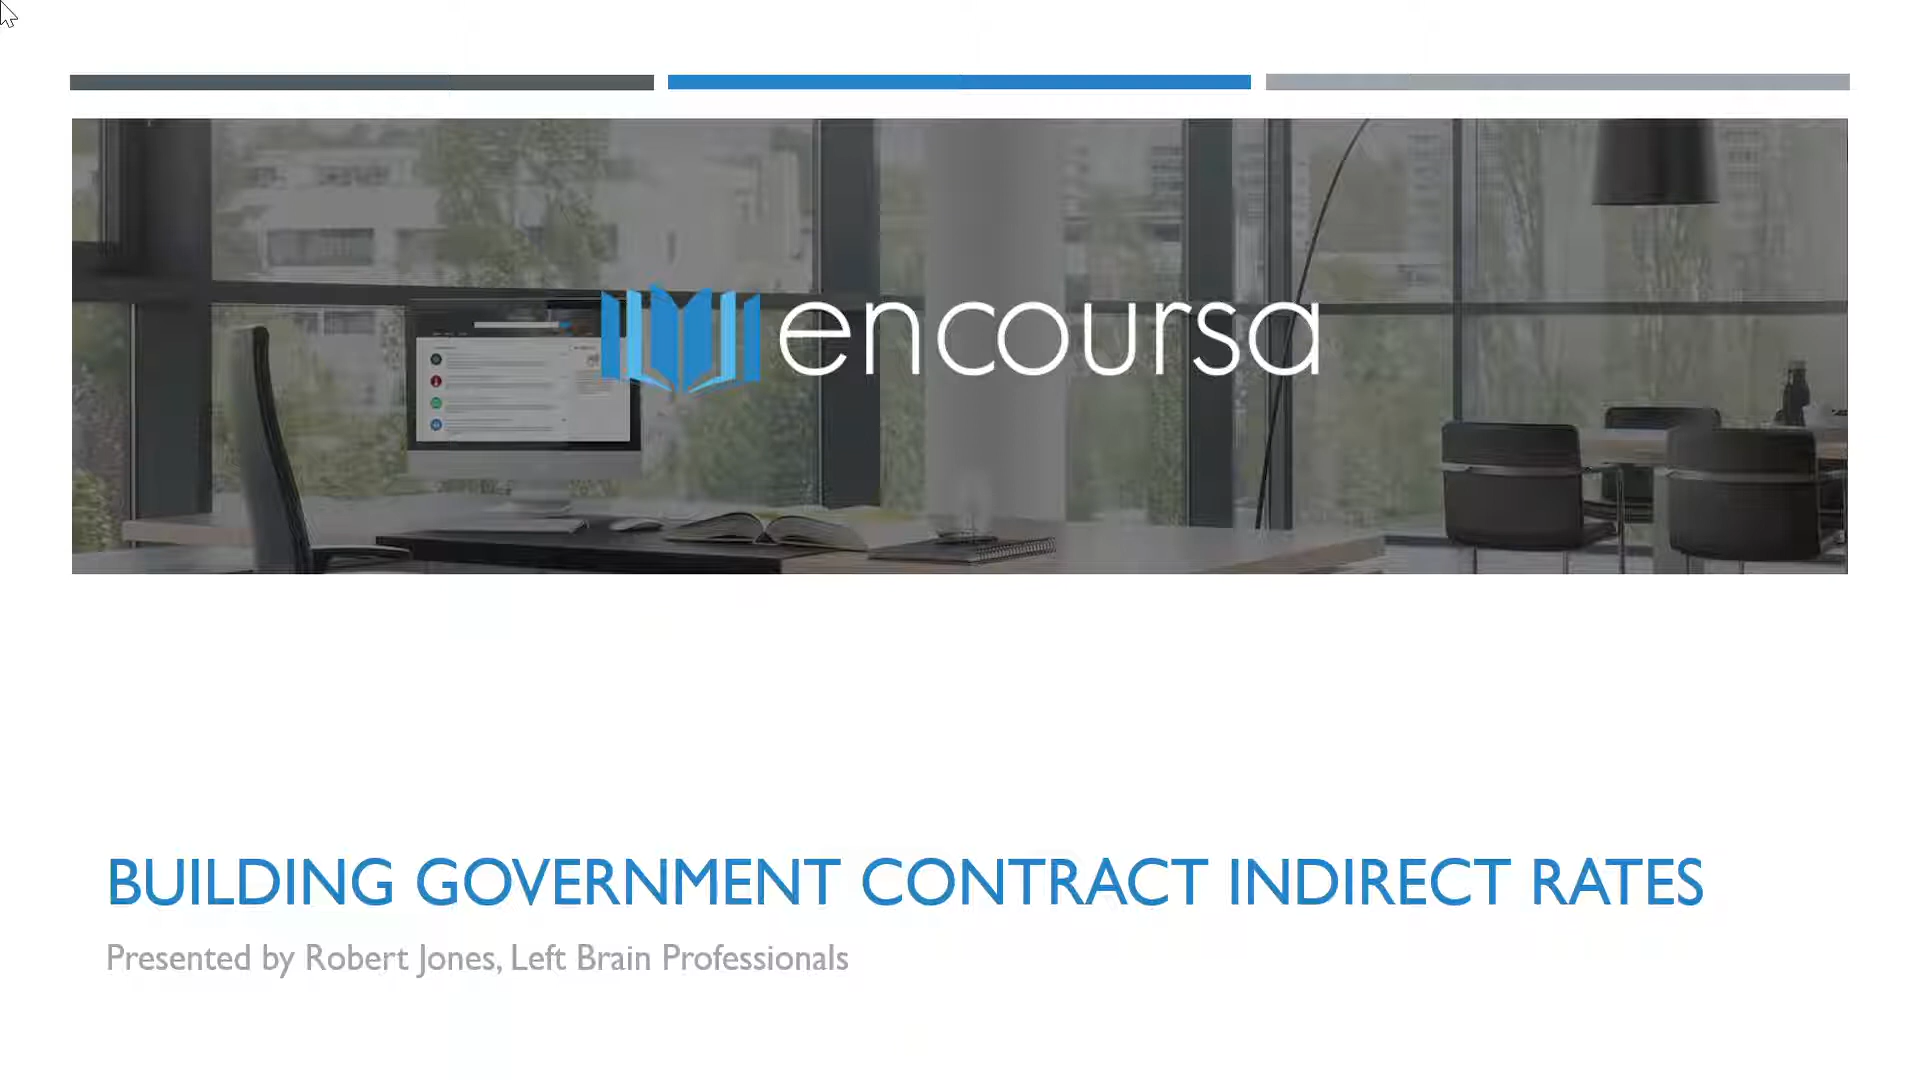 encoursa
BUILDING GOVERNMENT CONTRACT INDIRECT RATES
Presented by Robert Jones, Left Brain Professionals